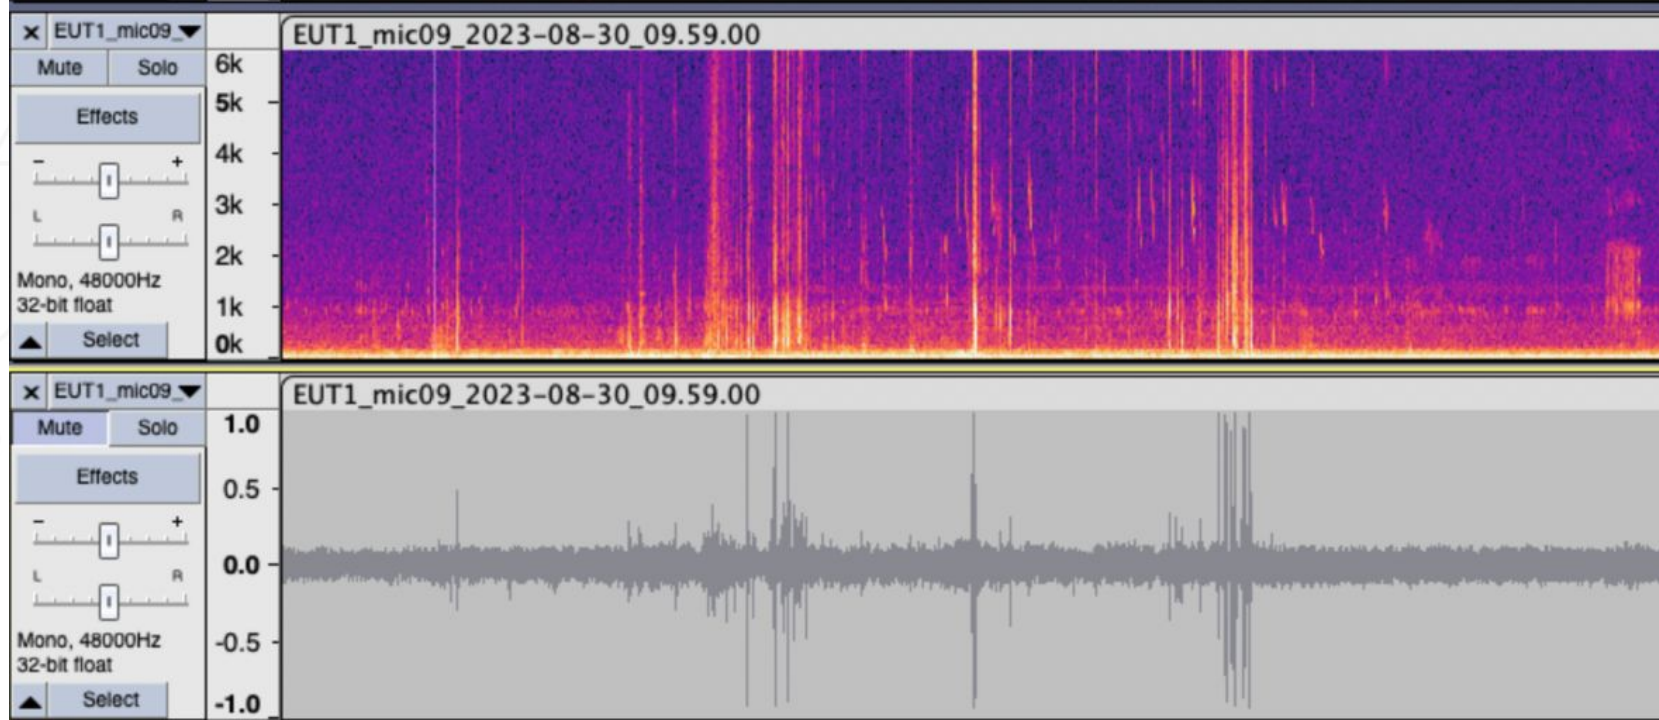 EUT1_mic09_
EUT1_mic09_2023-08-30_09.59.00
Mute Solo
Effects
- +
L R
Mono, 48000Hz
32-bit float
Select
6k
5k
4k
3k
2k
1k
0k
EUT1_mic09_
EUT1_mic09_2023-08-30_09.59.00
Mute Solo
Effects
- +
L R
Mono, 48000Hz
32-bit float
Select
1.0
0.5
0.0
-0.5
-1.0